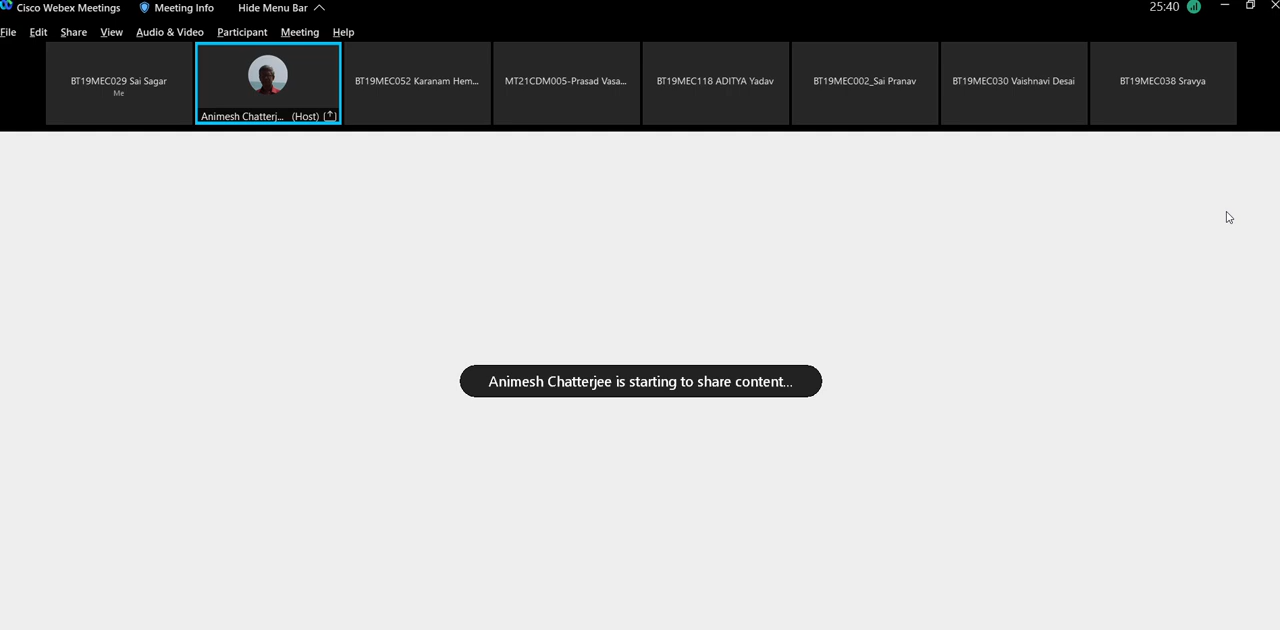 Cisco Webex Meetings Meeting Info Hide Menu Bar 25:40
File Edit Share View Audio & Video Participant Meeting Help
BT19MEC029 Sai Sagar
Me
Animesh Chatterj... (Host)
BT19MEC052 Karanam Hem...
MT21CDM005-Prasad Vasa...
BT19MEC118 ADITYA Yadav
BT19MEC002_Sai Pranav
BT19MEC030 Vaishnavi Desai
BT19MEC038 Sravya
Animesh Chatterjee is starting to share content...